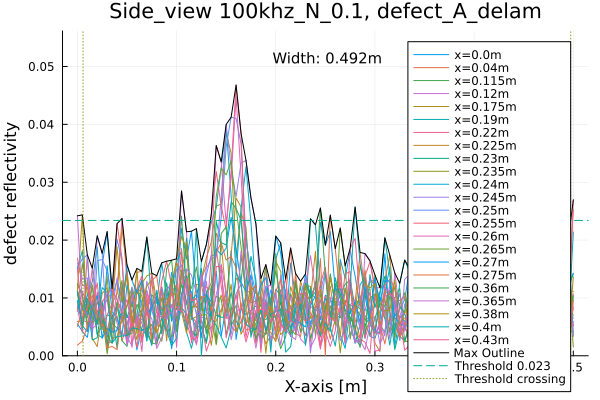 Side_view 100khz_N_0.1, defect_A_delam
Width: 0.492m
defect reflectivity
0.05
0.04
0.03
0.02
0.01
0.00
0.0
0.1
0.2
0.3
.5
X-axis [m]
x=0.0m
x=0.04m
x=0.115m
x=0.12m
x=0.175m
x=0.19m
x=0.22m
x=0.225m
x=0.23m
x=0.235m
x=0.24m
x=0.245m
x=0.25m
x=0.255m
x=0.26m
x=0.265m
x=0.27m
x=0.275m
x=0.36m
x=0.365m
x=0.38m
x=0.4m
x=0.43m
Max Outline
Threshold 0.023
Threshold crossing